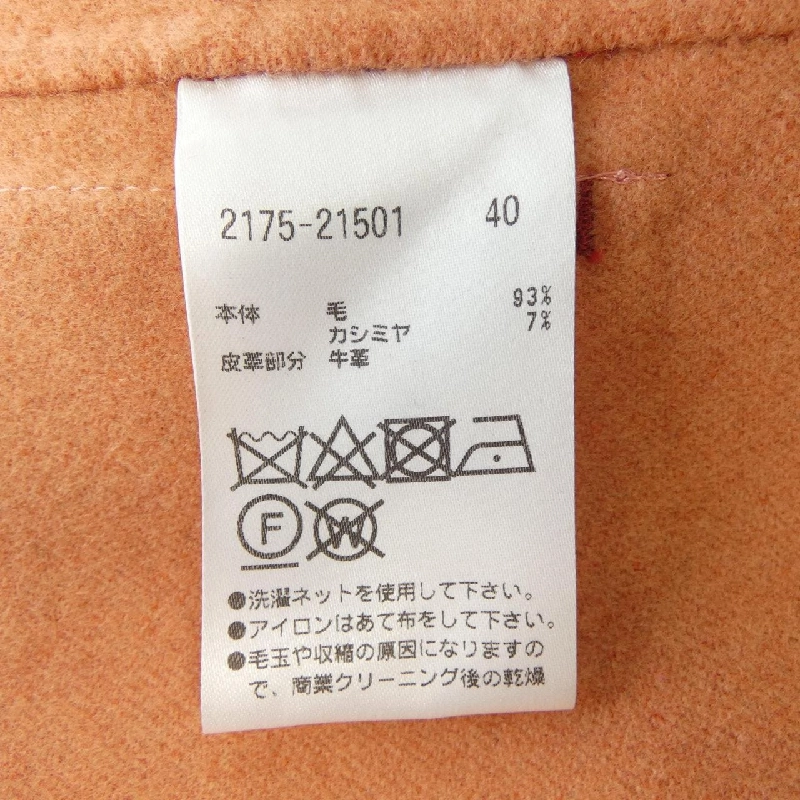 2175-21501 40
本体 毛 93%
カシミヤ 7%
皮革部分 牛革
F W
●洗濯ネットを使用して下さい。
●アイロンはあて布をして下さい。
●毛玉や収縮の原因になりますの
で、商業クリーニング後の乾燥